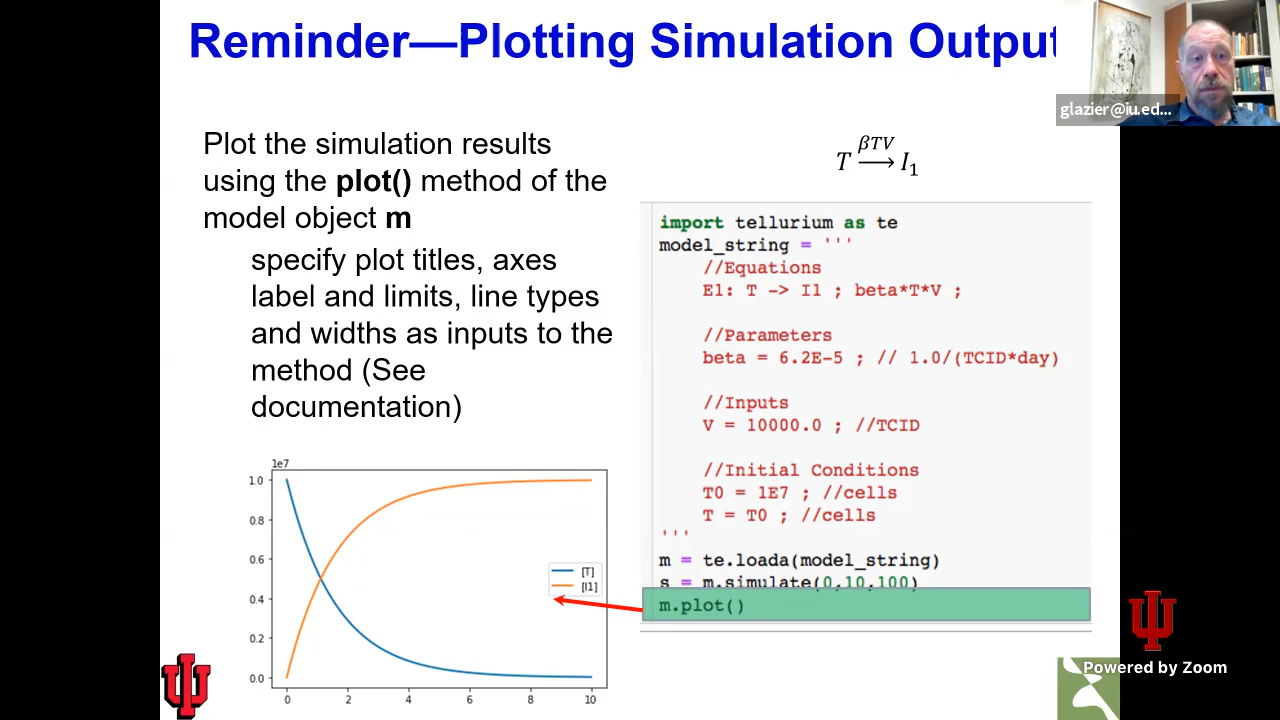 Reminder—Plotting Simulation Output
glazier@iu.ed...
Plot the simulation results
using the plot() method of the
model object m
specify plot titles, axes
label and limits, line types
and widths as inputs to the
method (See
documentation)
T βTV⟶ I₁
import tellurium as te
model_string = '''
//Equations
E1: T -> I1 ; beta*T*V ;
//Parameters
beta = 6.2E-5 ; // 1.0/(TCID*day)
//Inputs
V = 10000.0 ; //TCID
//Initial Conditions
T0 = 1E7 ; //cells
T = T0 ; //cells
'''
m = te.loada(model_string)
s = m.simulate(0,10,100)
m.plot()
1e7
1.0
0.8
0.6
0.4
0.2
0.0
0 2 4 6 8 10
[T]
[I1]
Powered by Zoom